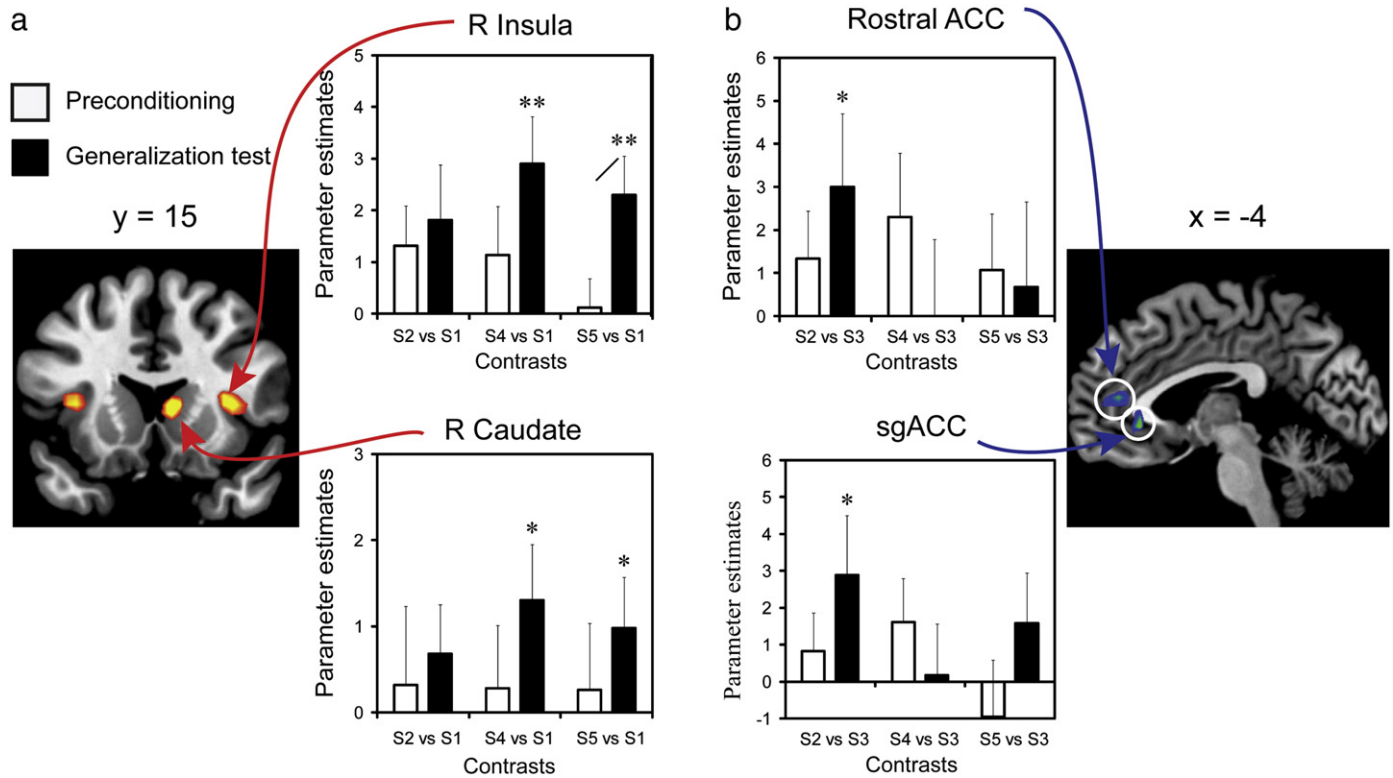 a
Preconditioning
Generalization test
y = 15
R Insula
Parameter estimates
5
4
3
2
1
0
**
**
S2 vs S1 S4 vs S1 S5 vs S1
Contrasts
R Caudate
Parameter estimates
3
2
1
0
*
*
S2 vs S1 S4 vs S1 S5 vs S1
Contrasts
b
Rostral ACC
Parameter estimates
6
5
4
3
2
1
0
*
S2 vs S3 S4 vs S3 S5 vs S3
Contrasts
x = -4
sgACC
Parameter estimates
6
5
4
3
2
1
0
-1
*
S2 vs S3 S4 vs S3 S5 vs S3
Contrasts